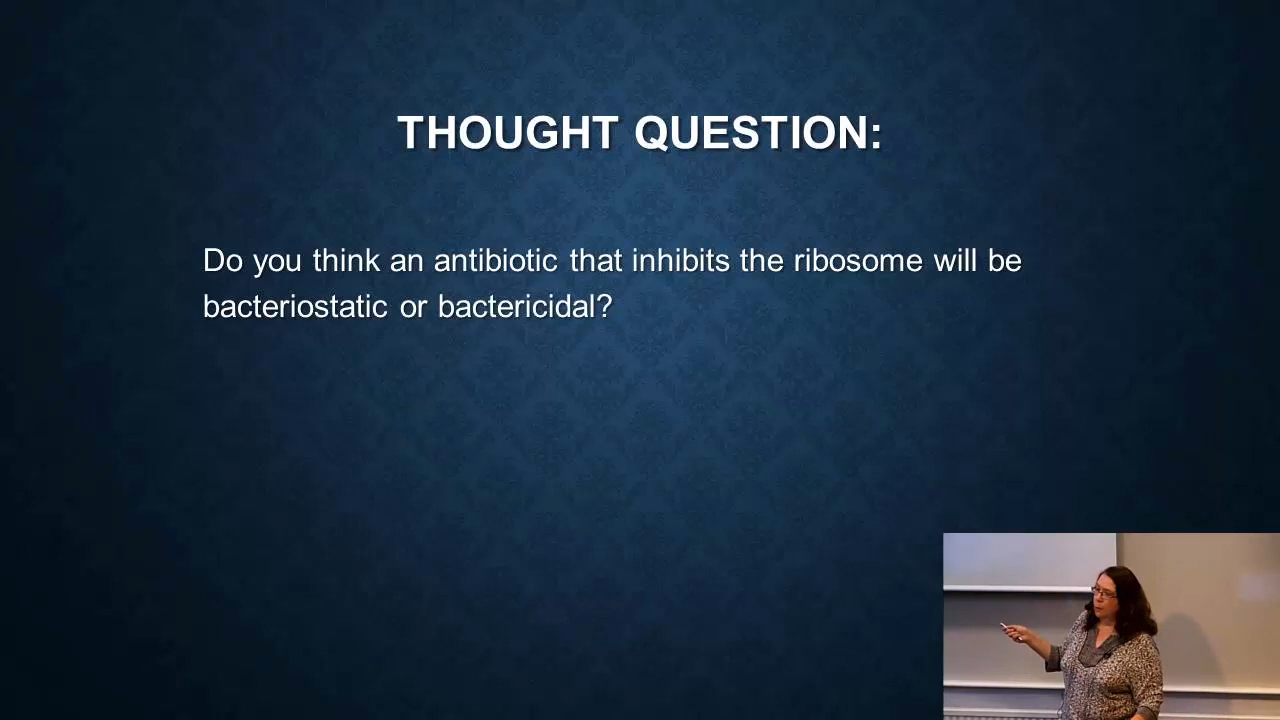 THOUGHT QUESTION:
Do you think an antibiotic that inhibits the ribosome will be
bacteriostatic or bactericidal?